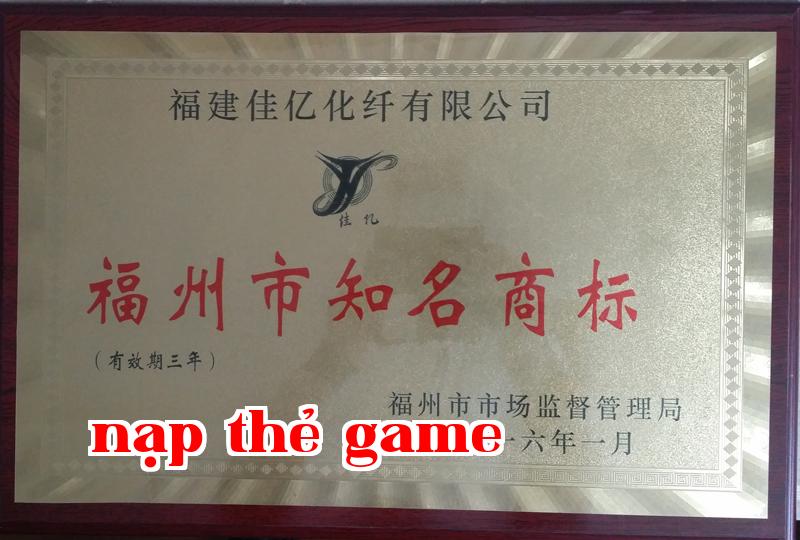 福建佳亿化纤有限公司
佳亿
福州市知名商标
(有效期三年)
福州市市场监督管理局
六年一月
nạp thẻ game